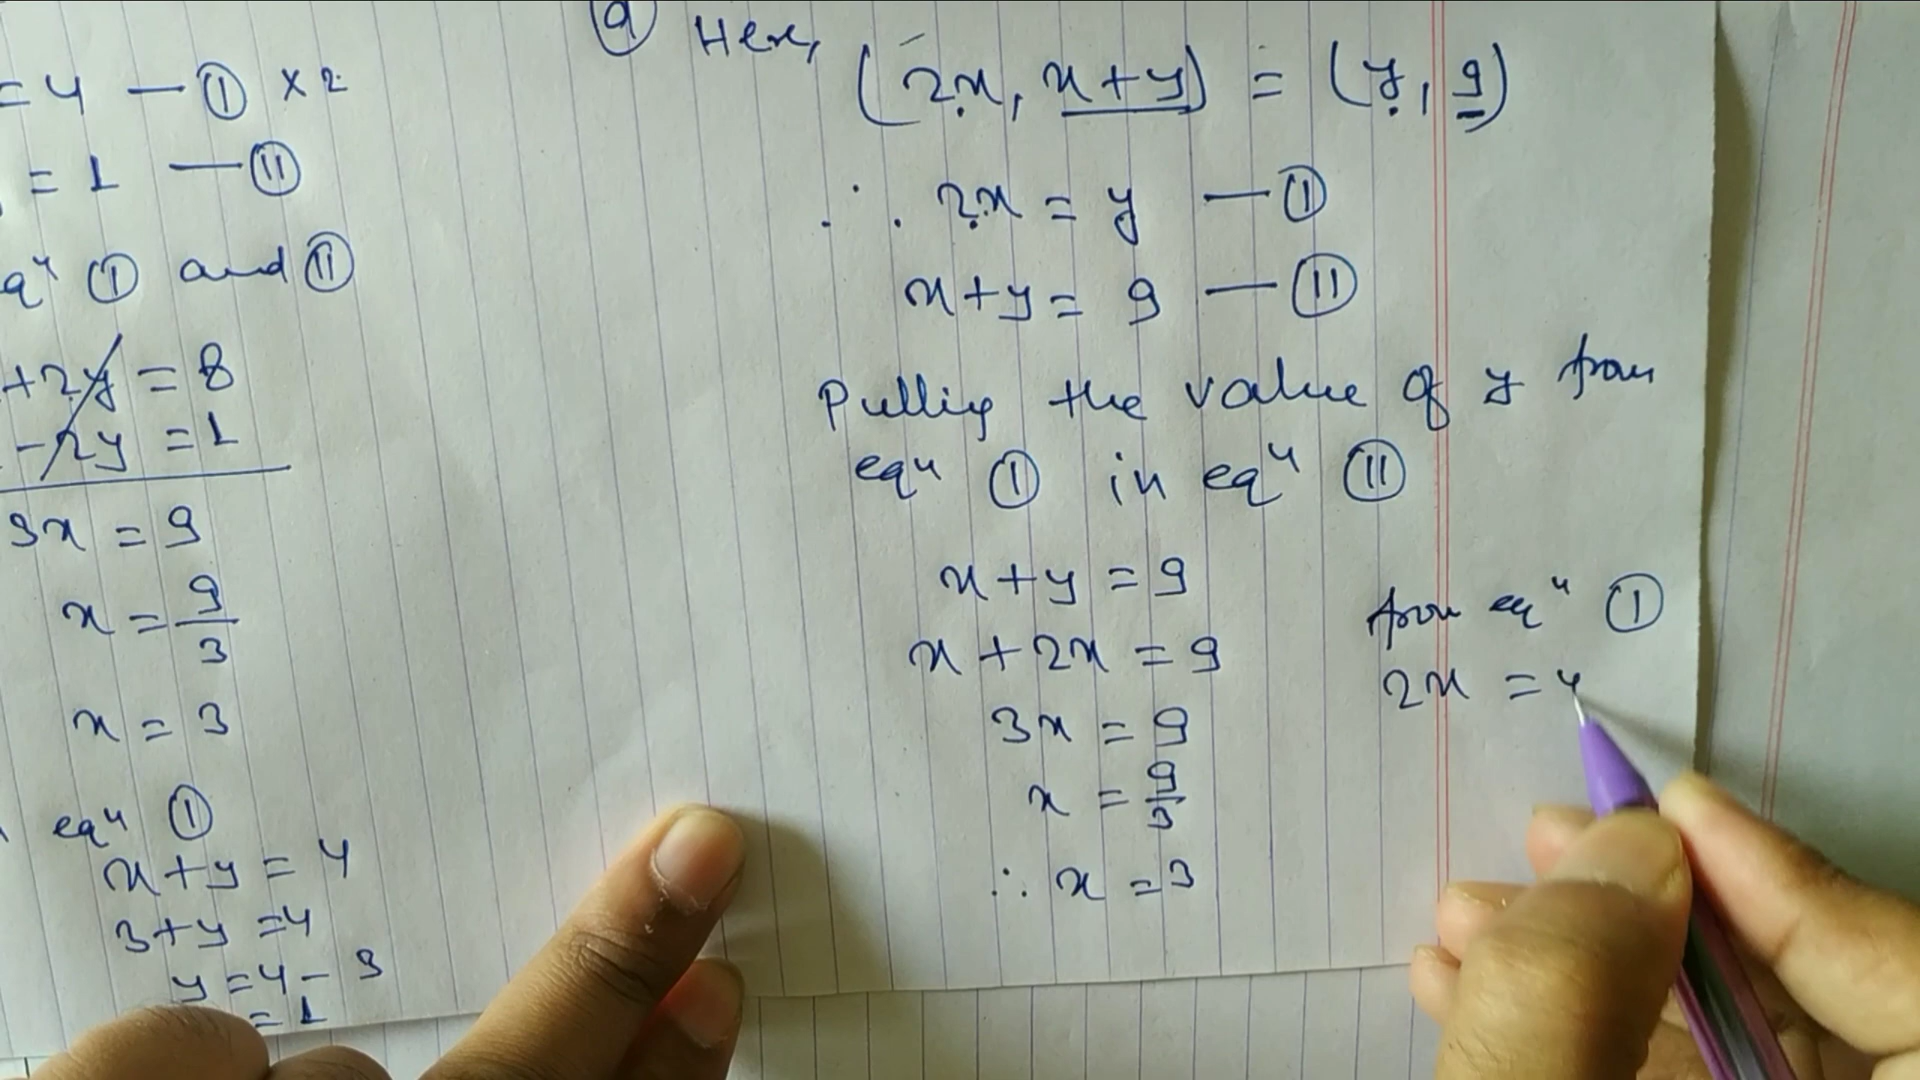 = 4 — Ⅰ × 2
= 1 — Ⅱ
qⁿ Ⅰ and Ⅱ
+ 2y = 8
- 2y = 1
3x = 9
x = 9/3
x = 3
eqⁿ Ⅰ
x + y = 4
3 + y = 4
y = 4 - 3
= 1
q Here,
(2x, x + y) = (y, 9)
∴ 2x = y — Ⅰ
x + y = 9 — Ⅱ
Putting the value of y from
eqⁿ Ⅰ in eqⁿ Ⅱ
x + y = 9
x + 2x = 9
3x = 9
x = 9/3
∴ x = 3
from eqⁿ Ⅰ
2x =